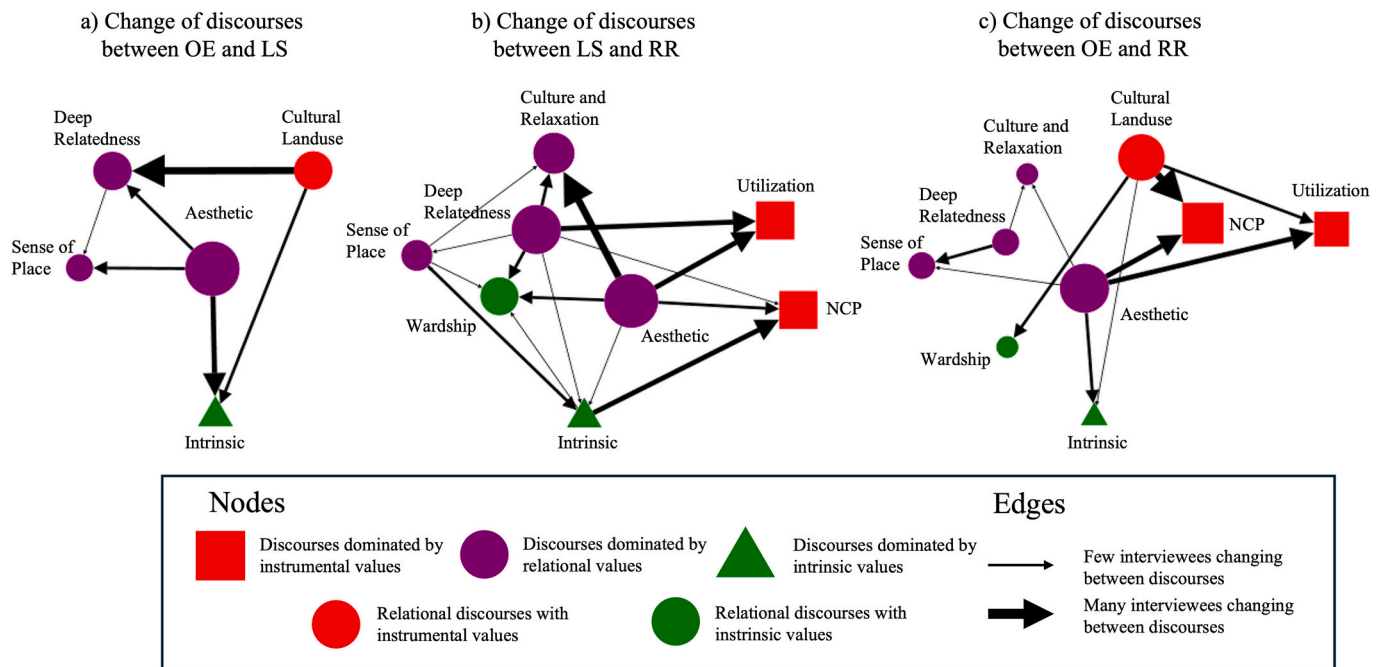 a) Change of discourses
between OE and LS
b) Change of discourses
between LS and RR
c) Change of discourses
between OE and RR
Deep
Relatedness
Cultural
Landuse
Aesthetic
Sense of
Place
Intrinsic
Culture and
Relaxation
Utilization
Deep
Relatedness
Sense of
Place
NCP
Wardship
Aesthetic
Intrinsic
Cultural
Landuse
Culture and
Relaxation
Utilization
Deep
Relatedness
NCP
Sense of
Place
Aesthetic
Wardship
Intrinsic
Nodes
Edges
Discourses dominated by
instrumental values
Discourses dominated by
relational values
Discourses dominated by
intrinsic values
Few interviewees changing
between discourses
Relational discourses with
instrumental values
Relational discourses with
instrinsic values
Many interviewees changing
between discourses